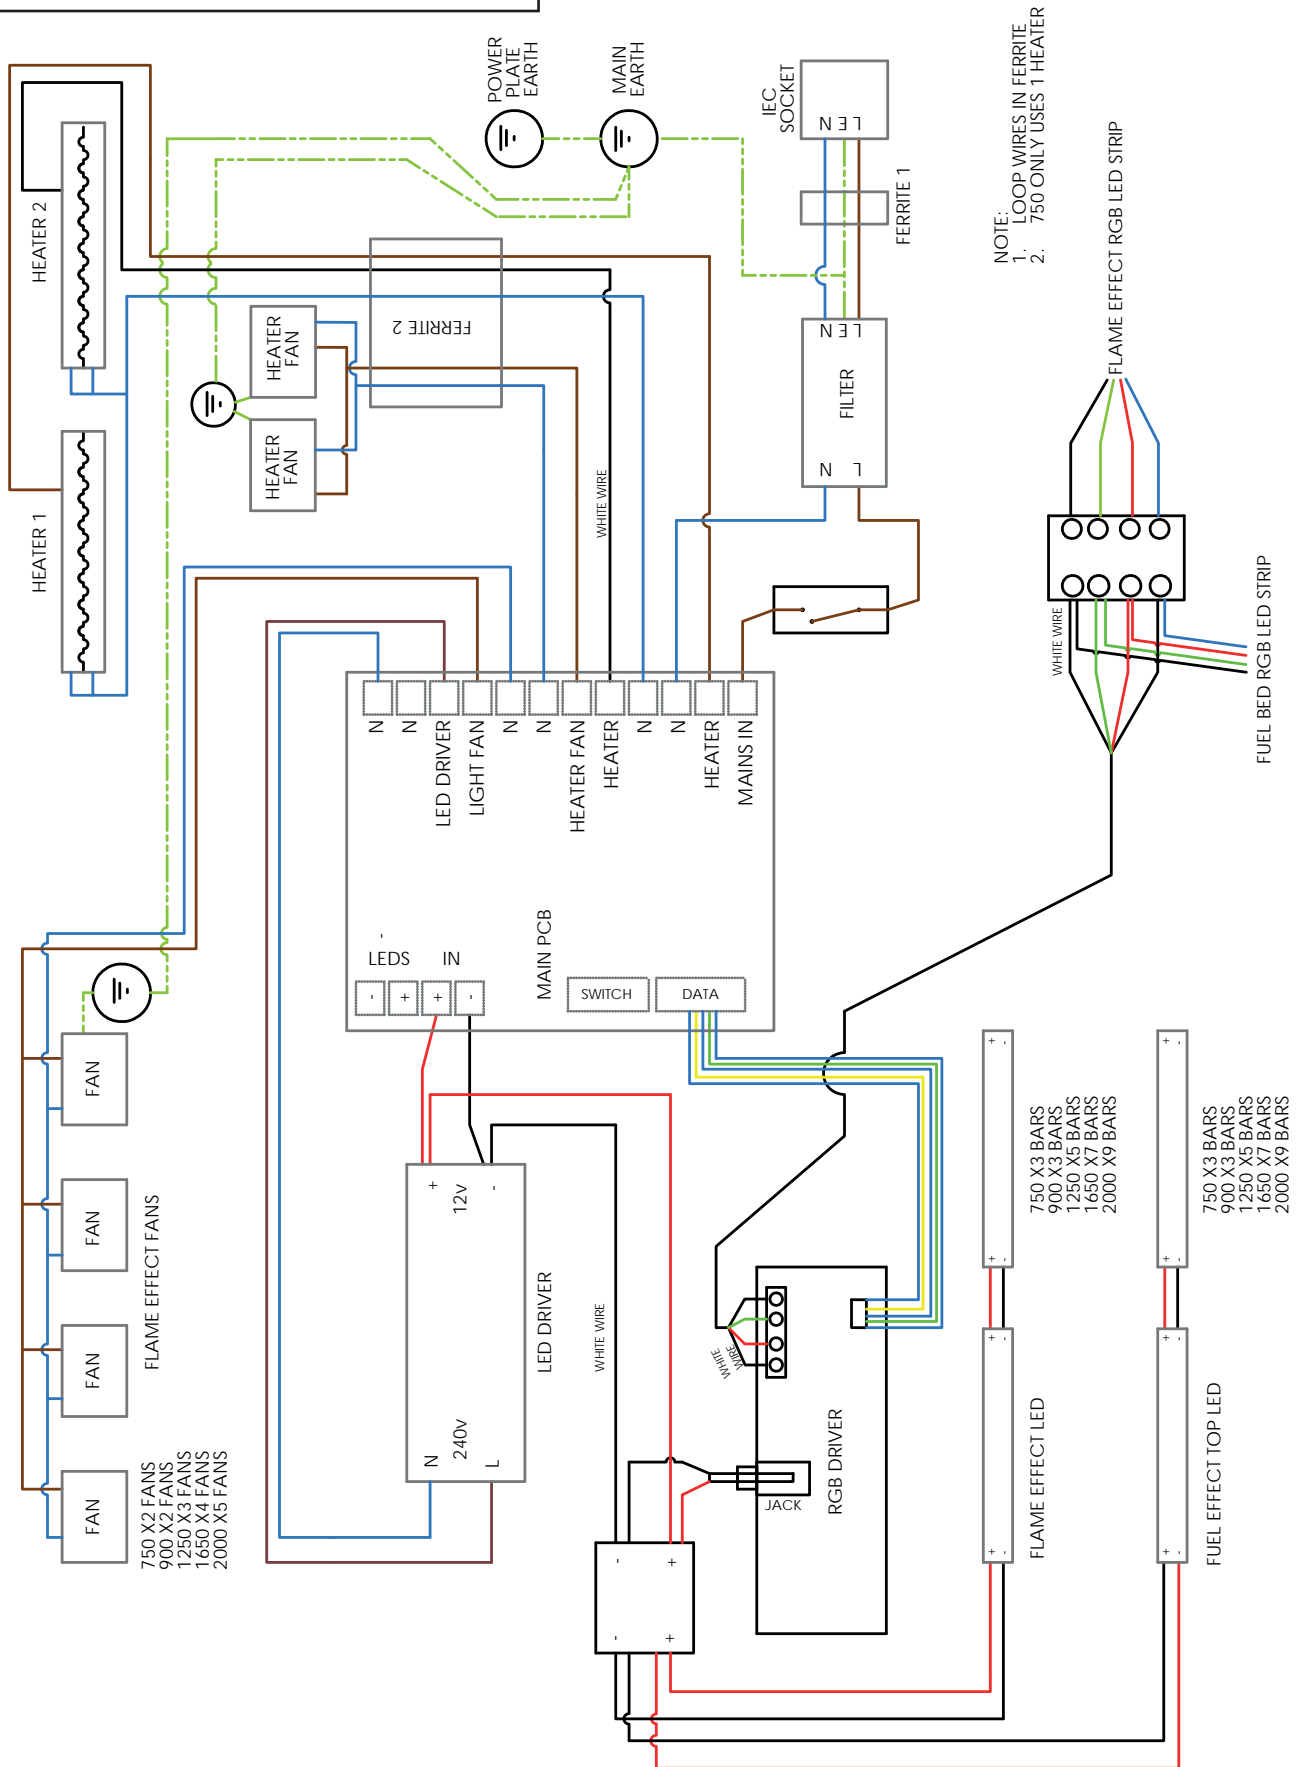 HEATER 2
HEATER 1
POWER
PLATE
EARTH
MAIN
EARTH
IEC
SOCKET
N
E
L
FERRITE 1
NOTE:
1. LOOP WIRES IN FERRITE
2. 750 ONLY USES 1 HEATER
HEATER
FAN
HEATER
FAN
FERRITE 2
N
E
L
FILTER
N
L
FLAME EFFECT RGB LED STRIP
WHITE WIRE
WHITE WIRE
FUEL BED RGB LED STRIP
N
N
LED DRIVER
LIGHT FAN
N
N
HEATER FAN
HEATER
N
N
HEATER
MAINS IN
MAIN PCB
-
LEDS
IN
-
+
+
-
SWITCH
DATA
FAN
FAN
FAN
FAN
FLAME EFFECT FANS
750 X2 FANS
900 X2 FANS
1250 X3 FANS
1650 X4 FANS
2000 X5 FANS
+
12v
-
LED DRIVER
N
240v
L
WHITE WIRE
WHITE
WIRE
JACK
RGB DRIVER
-
+
-
+
+
-
+
-
+
-
+
-
FLAME EFFECT LED
750 X3 BARS
900 X3 BARS
1250 X5 BARS
1650 X7 BARS
2000 X9 BARS
+
-
+
-
+
-
+
-
FUEL EFFECT TOP LED
750 X3 BARS
900 X3 BARS
1250 X5 BARS
1650 X7 BARS
2000 X9 BARS